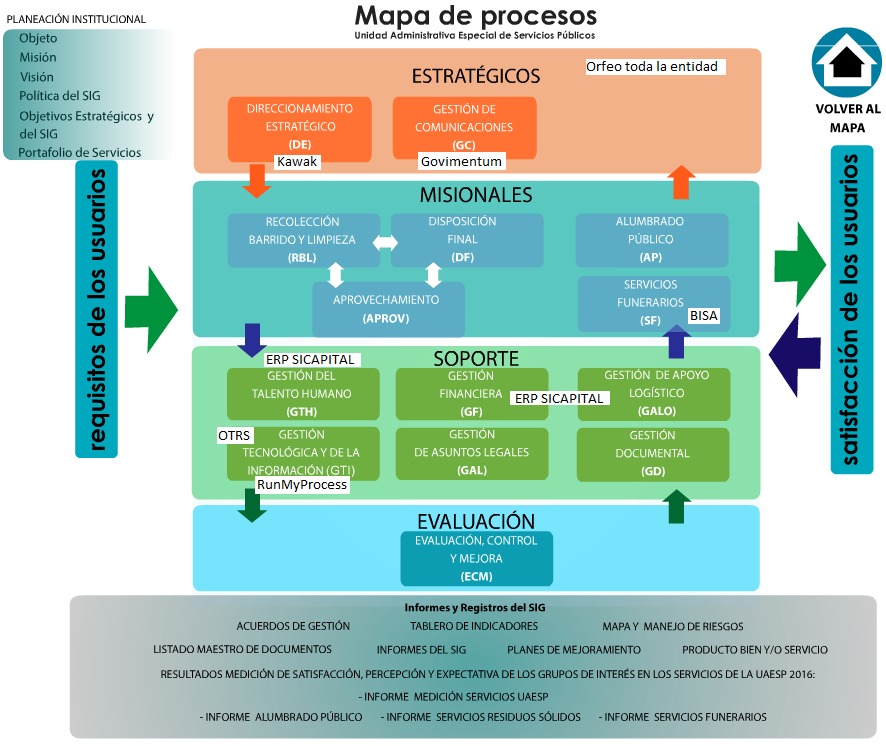 Mapa de procesos
Unidad Administrativa Especial de Servicios Públicos
PLANEACIÓN INSTITUCIONAL
Objeto
Misión
Visión
Política del SIG
Objetivos Estratégicos y
del SIG
Portafolio de Servicios
requisitos de los usuarios
VOLVER AL
MAPA
satisfacción de los usuarios
ESTRATÉGICOS
Orfeo toda la entidad
DIRECCIONAMIENTO
ESTRATÉGICO
(DE)
Kawak
GESTIÓN DE
COMUNICACIONES
(GC)
Govimentum
MISIONALES
RECOLECCIÓN
BARRIDO Y LIMPIEZA
(RBL)
DISPOSICIÓN
FINAL
(DF)
ALUMBRADO
PÚBLICO
(AP)
APROVECHAMIENTO
(APROV)
SERVICIOS
FUNERARIOS
(SF)
BISA
SOPORTE
ERP SICAPITAL
GESTIÓN DEL
TALENTO HUMANO
(GTH)
GESTIÓN
FINANCIERA
(GF)
ERP SICAPITAL
GESTIÓN DE APOYO
LOGÍSTICO
(GALO)
OTRS
GESTIÓN
TECNOLÓGICA Y DE LA
INFORMACIÓN (GTI)
RunMyProcess
GESTIÓN
DE ASUNTOS LEGALES
(GAL)
GESTIÓN
DOCUMENTAL
(GD)
EVALUACIÓN
EVALUACIÓN, CONTROL
Y MEJORA
(ECM)
Informes y Registros del SIG
ACUERDOS DE GESTIÓN TABLERO DE INDICADORES MAPA Y MANEJO DE RIESGOS
LISTADO MAESTRO DE DOCUMENTOS INFORMES DEL SIG PLANES DE MEJORAMIENTO PRODUCTO BIEN Y/O SERVICIO
RESULTADOS MEDICIÓN DE SATISFACCIÓN, PERCEPCIÓN Y EXPECTATIVA DE LOS GRUPOS DE INTERÉS EN LOS SERVICIOS DE LA UAESP 2016:
- INFORME MEDICIÓN SERVICIOS UAESP
- INFORME ALUMBRADO PÚBLICO - INFORME SERVICIOS RESIDUOS SÓLIDOS - INFORME SERVICIOS FUNERARIOS